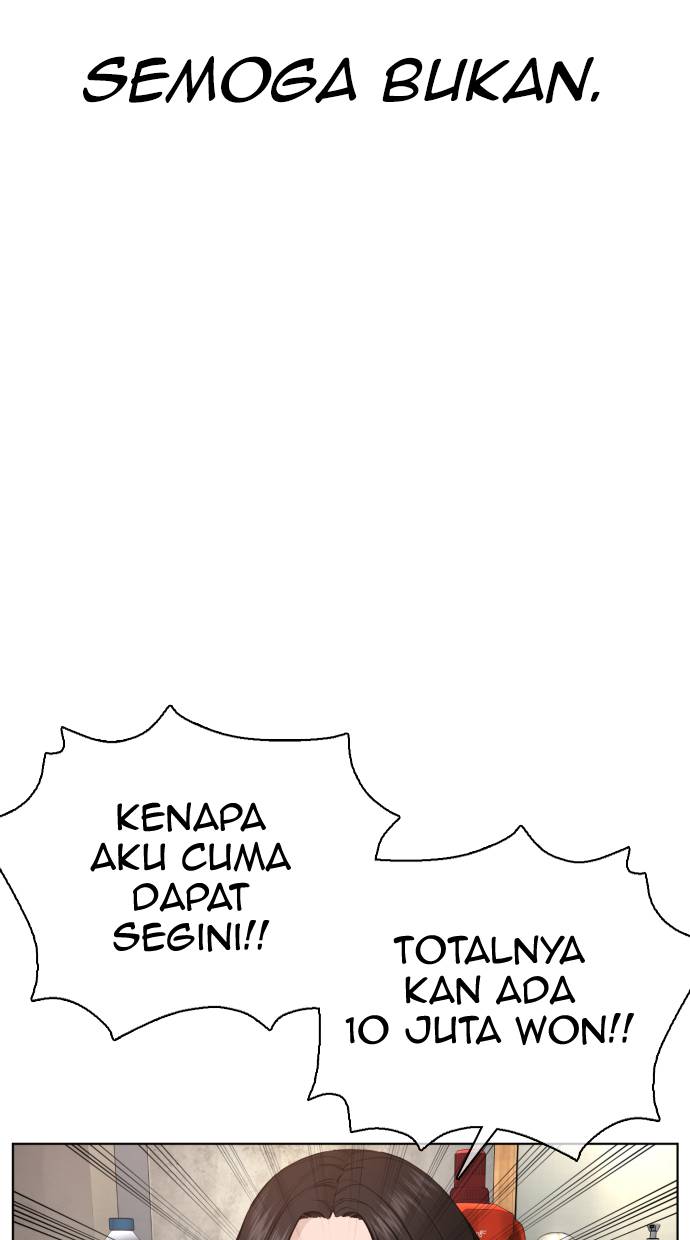 SEMOGA BUKAN.
KENAPA
AKU CUMA
DAPAT
SEGINI!!
TOTALNYA
KAN ADA
10 JUTA WON!!